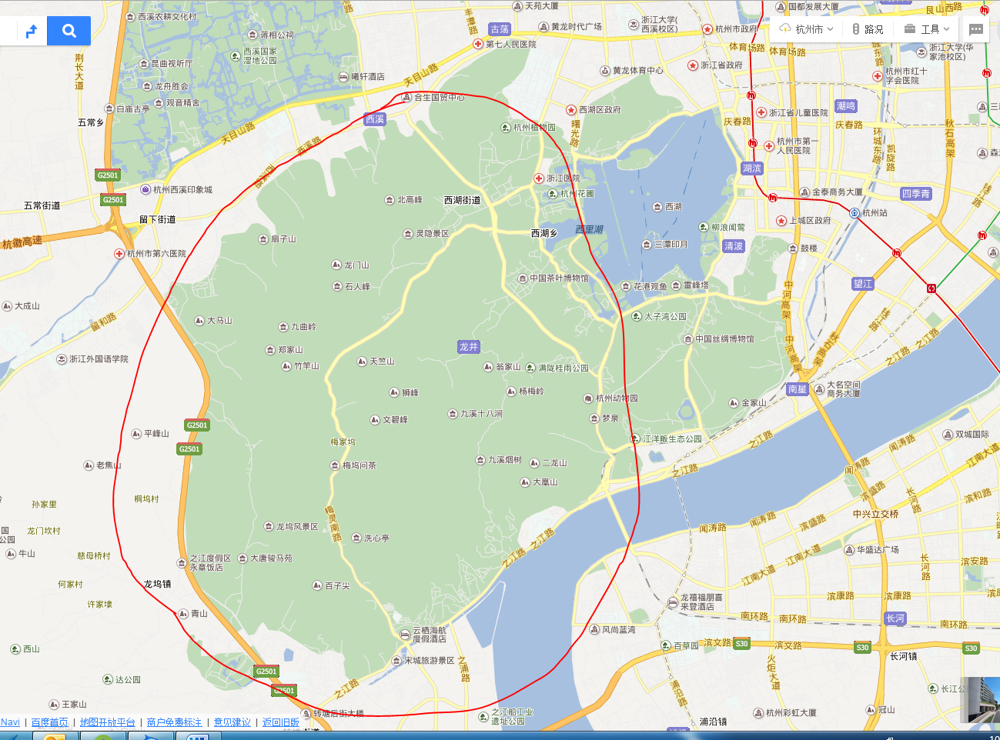 西溪农耕文化村
天苑大厦
国都发展大厦
艮山西路
丰潭路
古荡
黄龙时代广场
浙江大学(
西溪校区)
杭州市政府
杭州市
路况
工具
蒋相公祠
西溪国家
湿地公园
第七人民医院
体育场路
体育场路
浙江大学(华
家池校区)
荆长大道
昆曲视听厅
曦轩酒店
天目山路
黄龙体育中心
浙江省政府
杭州市红十
字会医院
龙舟胜会
观音精舍
白庙古亭
合生国贸中心
西湖区政府
浙江省儿童医院
潮鸣
五常乡
西溪
杭州植物园
曙光路
庆春路
庆春路
环城东路
秋石高架
天目山路
西溪路
杭州市第一
人民医院
凯旋路
G2501
湖滨
浙江医院
杭州花圃
金泰商务大厦
四季青
钱江路
杭州西溪印象城
G2501
五常街道
北高峰
西湖街道
西湖
杭州站
留下街道
西里湖
柳浪闻莺
上城区政府
灵隐景区
西湖乡
杭徽高速
扇子山
三潭印月
清波
鼓楼
杭州市第六医院
龙门山
石人峰
中国茶叶博物馆
花港观鱼
雷峰塔
望江
中河高架
大成山
留和路
大马山
九曲岭
太子湾公园
钱江路
之江路
郑家山
龙井
中国丝绸博物馆
中河高架
秋石高架
之江路
浙江外国语学院
竹竿山
天竺山
翁家山
满陇桂雨公园
狮峰
杨梅岭
杭州动物园
南星
大名空间
商务大厦
金家山
文碧峰
九溪十八涧
梦泉
G2501
平峰山
梅家坞
江洋畈生态公园
之江路
闻涛路
双城国际
G2501
老焦山
梅坞问茶
九溪烟树
二龙山
之江路
闻涛路
江南大道
大凰山
滨盛路
长河路
滨和路
孙家里
桐坞村
梅灵南路
中兴立交桥
龙门坎村
龙坞风景区
洗心亭
之江路
闻涛路
闻涛路
滨盛路
国
公园
牛山
慈母桥村
之江度假区
永章饭店
大唐骏马苑
之江路
华盛达广场
江南大道
江南大道
长河路
滨安路
何家村
龙坞镇
百子尖
龙禧福朋喜
来登酒店
滨康路
滨康路
许家埭
青山
南环路
南环路
长河
南环路
云栖海航
度假酒店
风尚蓝湾
西山
百草园
滨文路
S30
滨文路
S30
S30
长河镇
宋城旅游景区
之浦路
火炬大道
达公园
G2501
G2501
之江路
浦沿路
王家山
转塘后街大楼
之江船工业
遗址公园
杭州彩虹大厦
冠山
浦沿镇
Navi | 百度首页 | 地图开放平台 | 商户免费标注 | 意见建议 | 返回旧版